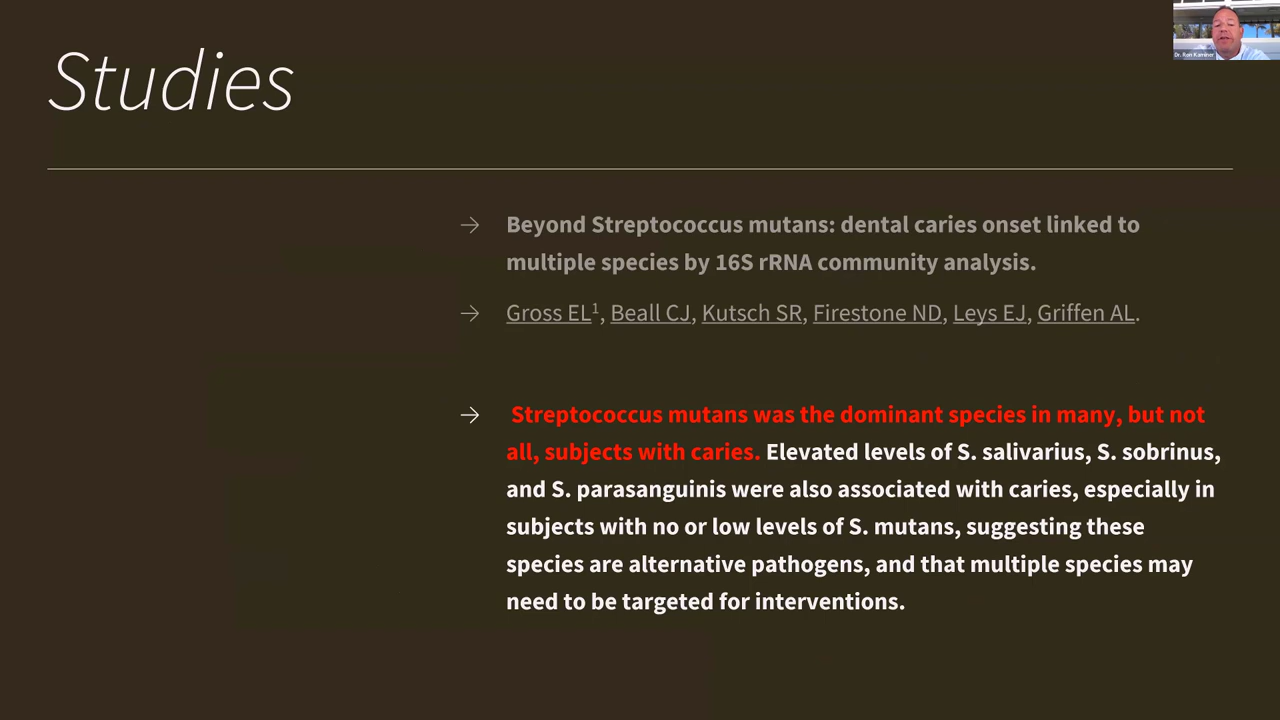 Dr. Ron Kaminer
Studies
→ Beyond Streptococcus mutans: dental caries onset linked to
multiple species by 16S rRNA community analysis.
→ Gross EL¹, Beall CJ, Kutsch SR, Firestone ND, Leys EJ, Griffen AL.
→ Streptococcus mutans was the dominant species in many, but not
all, subjects with caries. Elevated levels of S. salivarius, S. sobrinus,
and S. parasanguinis were also associated with caries, especially in
subjects with no or low levels of S. mutans, suggesting these
species are alternative pathogens, and that multiple species may
need to be targeted for interventions.